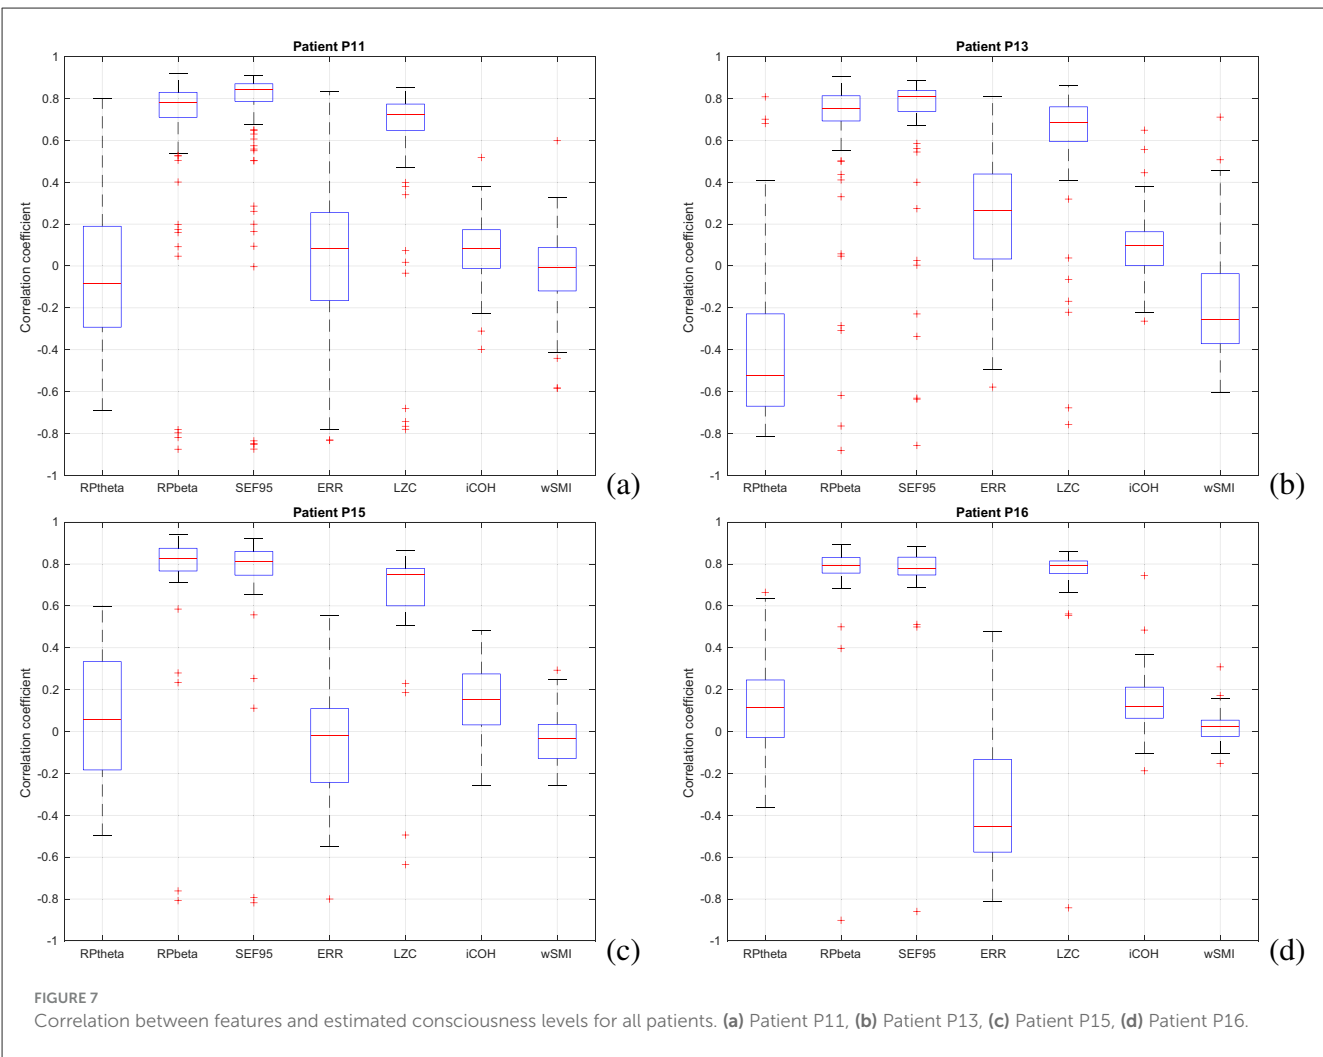 Patient P11
Correlation coefficient
1
0.8
0.6
0.4
0.2
0
-0.2
-0.4
-0.6
-0.8
-1
RPtheta RPbeta SEF95 ERR LZC iCOH wSMI
(a)
Patient P13
Correlation coefficient
1
0.8
0.6
0.4
0.2
0
-0.2
-0.4
-0.6
-0.8
-1
RPtheta RPbeta SEF95 ERR LZC iCOH wSMI
(b)
Patient P15
Correlation coefficient
1
0.8
0.6
0.4
0.2
0
-0.2
-0.4
-0.6
-0.8
-1
RPtheta RPbeta SEF95 ERR LZC iCOH wSMI
(c)
Patient P16
Correlation coefficient
1
0.8
0.6
0.4
0.2
0
-0.2
-0.4
-0.6
-0.8
-1
RPtheta RPbeta SEF95 ERR LZC iCOH wSMI
(d)
FIGURE 7
Correlation between features and estimated consciousness levels for all patients. (a) Patient P11, (b) Patient P13, (c) Patient P15, (d) Patient P16.